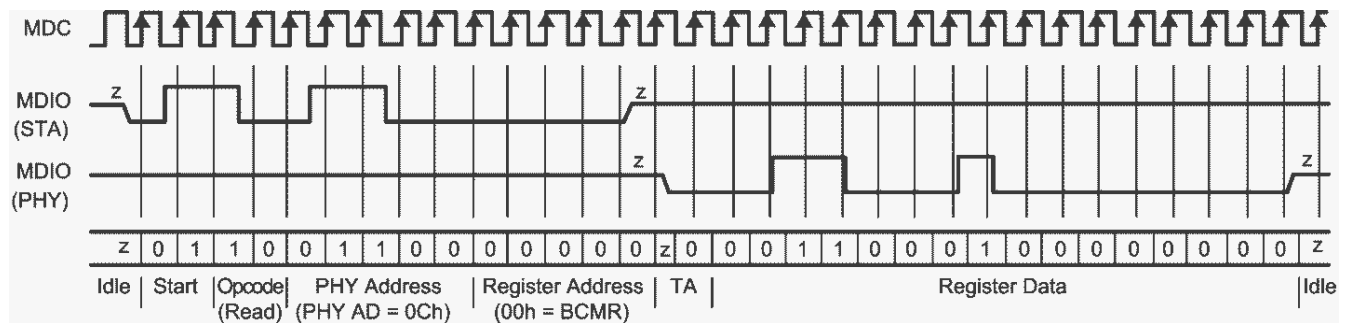 MDC
z z
MDIO
(STA)
z z
MDIO
(PHY)
z 0 1 1 0 0 1 1 0 0 0 0 0 0 0 z 0 0 0 1 1 0 0 0 1 0 0 0 0 0 0 0 0 z
Idle Start Opcode PHY Address Register Address TA Register Data Idle
(Read) (PHY AD = 0Ch) (00h = BCMR)